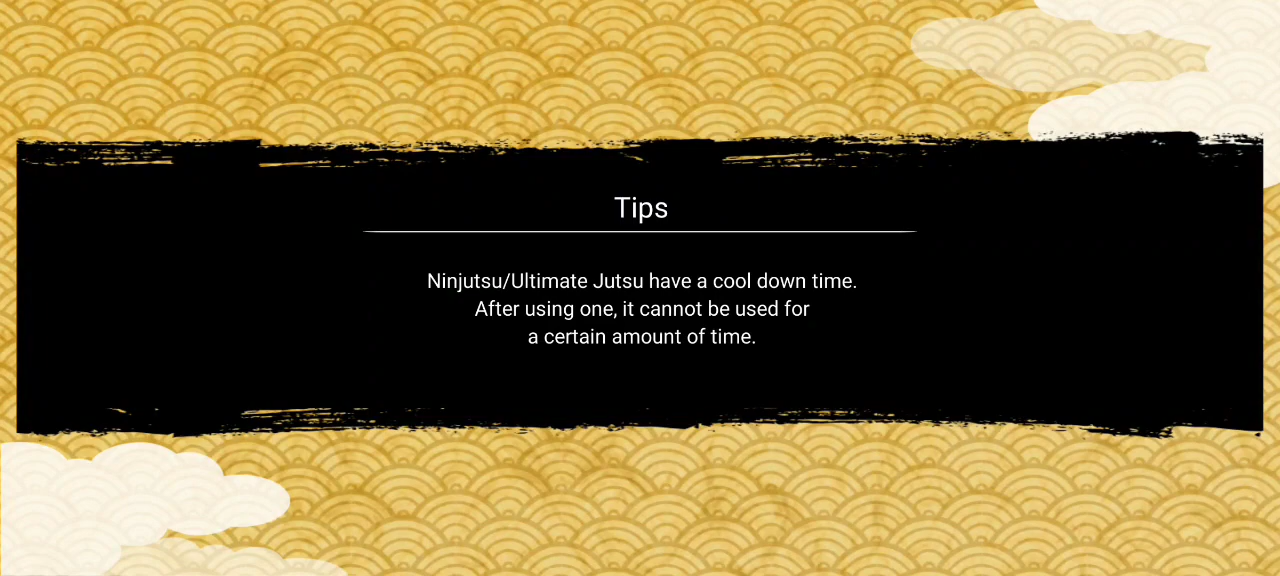 Tips
Ninjutsu/Ultimate Jutsu have a cool down time.
After using one, it cannot be used for
a certain amount of time.